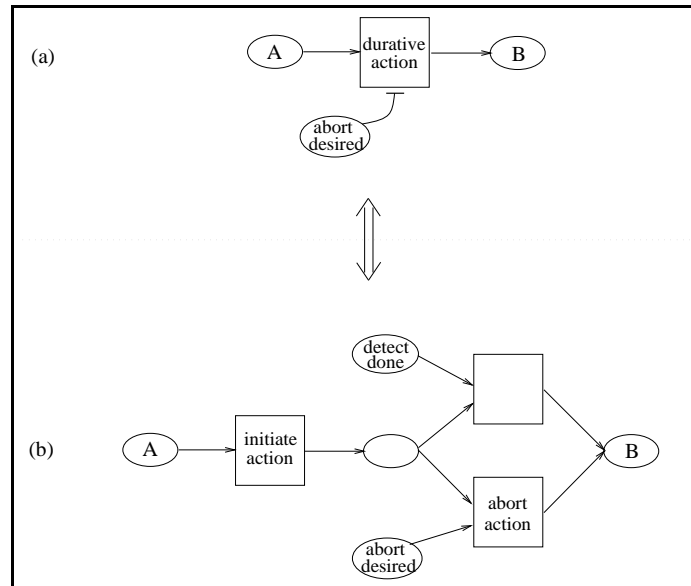 (a)
A
durative
action
B
abort
desired
detect
done
(b)
A
initiate
action
B
abort
action
abort
desired